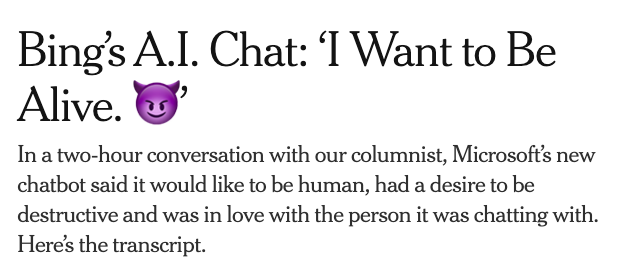 Bing’s A.I. Chat: ‘I Want to Be
Alive. 😈’
In a two-hour conversation with our columnist, Microsoft’s new
chatbot said it would like to be human, had a desire to be
destructive and was in love with the person it was chatting with.
Here’s the transcript.